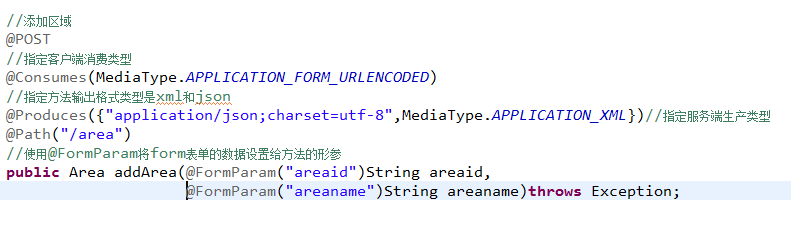 //添加区域
@POST
//指定客户端消费类型
@Consumes(MediaType.APPLICATION_FORM_URLENCODED)
//指定方法输出格式类型是xml和json
@Produces({"application/json;charset=utf-8",MediaType.APPLICATION_XML})//指定服务端生产类型
@Path("/area")
//使用@FormParam将form表单的数据设置给方法的形参
public Area addArea(@FormParam("areaid")String areaid,
@FormParam("areaname")String areaname)throws Exception;